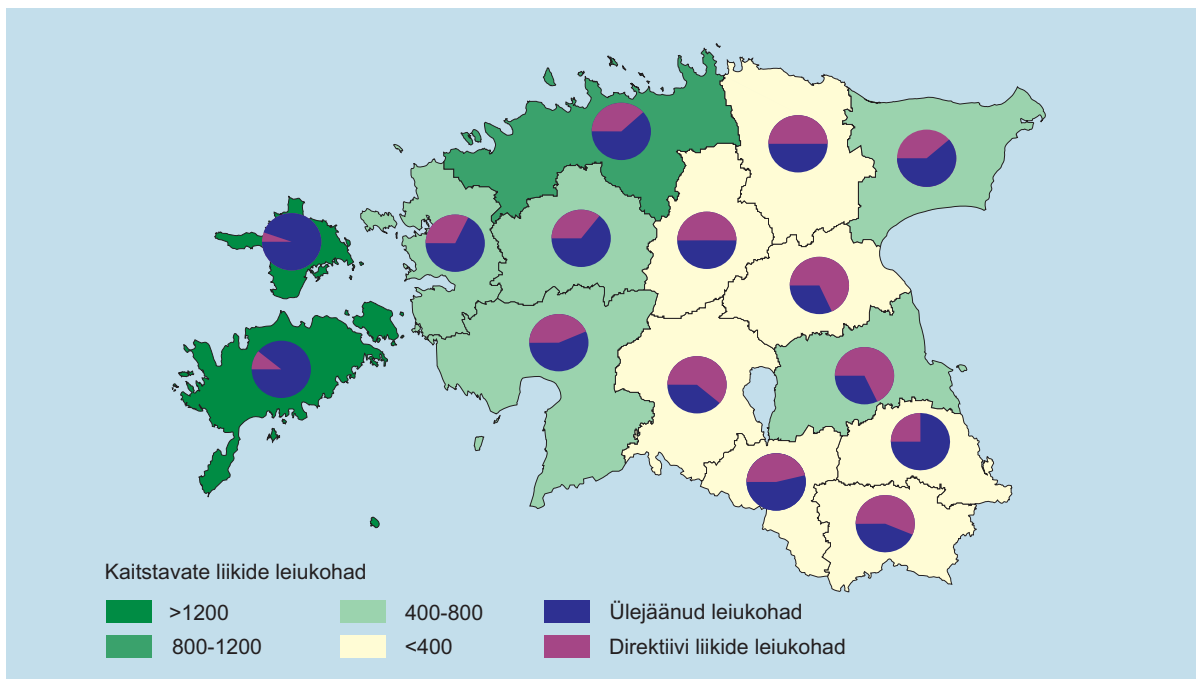 Kaitstavate liikide leiukohad
>1200
800-1200
400-800
<400
Ülejäänud leiukohad
Direktiivi liikide leiukohad